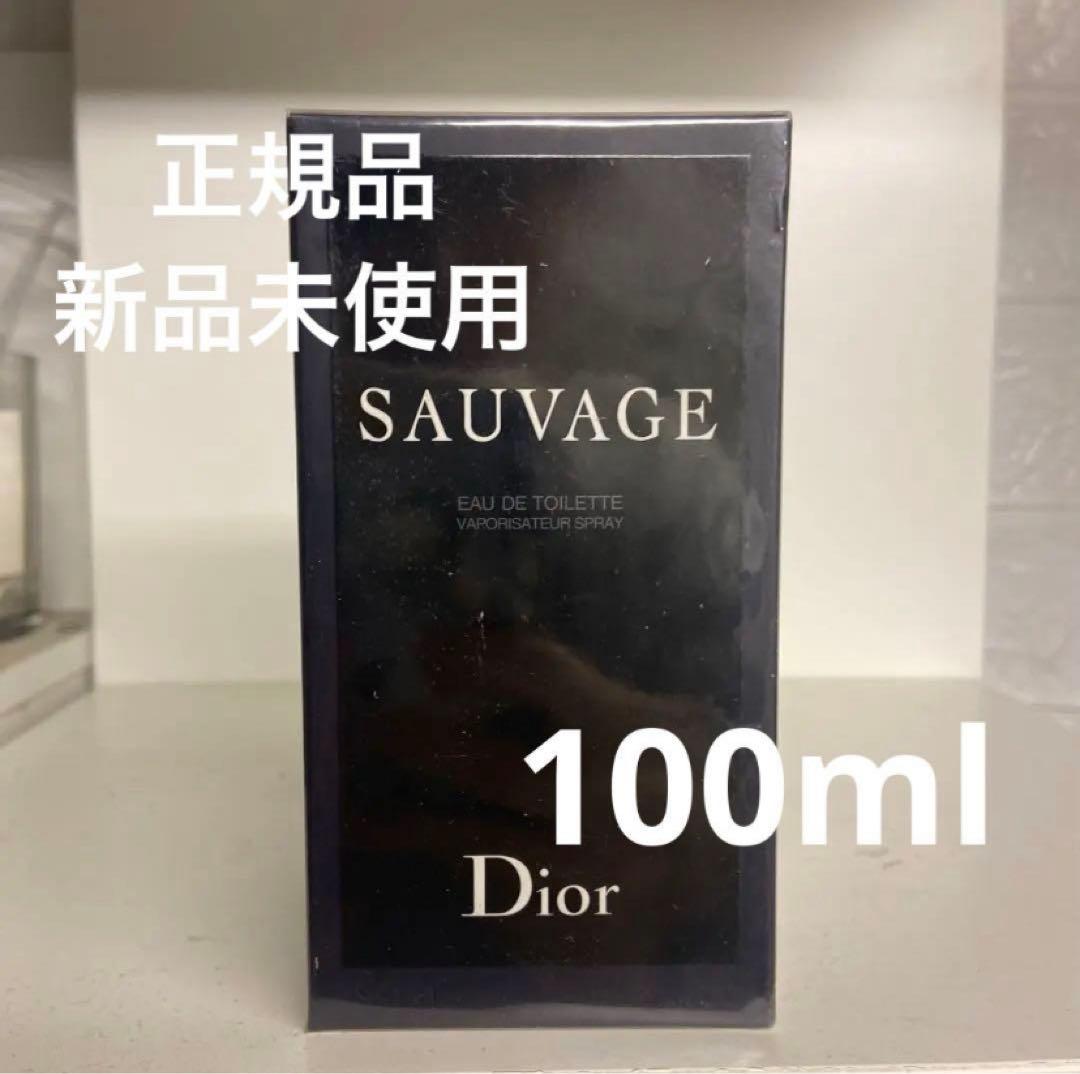 正規品
新品未使用
SAUVAGE
EAU DE TOILETTE
VAPORISATEUR SPRAY
100ml
Dior